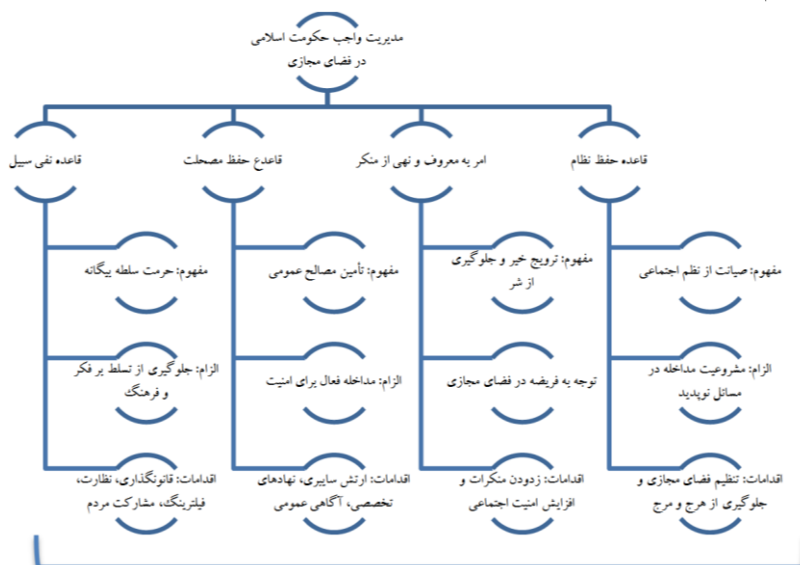 مدیریت واجب حکومت اسلامی
در فضای مجازی
قاعده حفظ نظام
امر به معروف و نهی از منکر
قاعدع حفظ مصحلت
قاعده نفی سبیل
مفهوم: صیانت از نظم اجتماعی
مفهوم: ترویج خیر و جلوگیری
از شر
مفهوم: تأمین مصالح عمومی
مفهوم: حرمت سلطه بیگانه
الزام: مشروعیت مداخله در
مسائل نوپدید
توجه به فریضه در فضای مجازی
الزام: مداخله فعال برای امنیت
الزام: جلوگیری از تسلط بر فکر
و فرهنگ
اقدامات: تنظیم فضای مجازی و
جلوگیری از هرج و مرج
اقدامات: زدودن منکرات و
افزایش امنیت اجتماعی
اقدامات: ارتش سایبری، نهادهای
تخصصی، آگاهی عمومی
اقدامات: قانونگذاری، نظارت،
فیلترینگ، مشارکت مردم